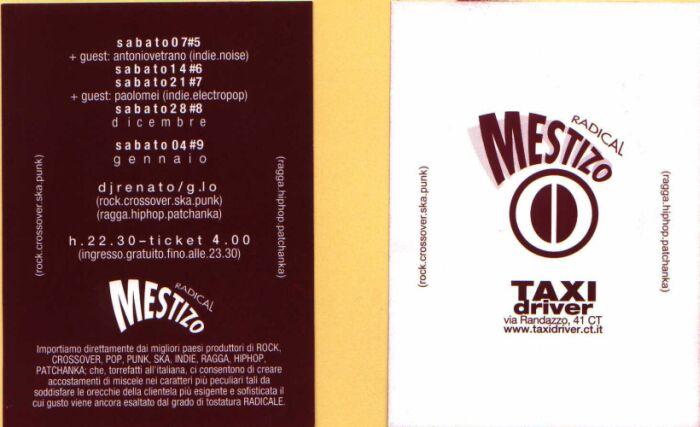 sabato07#5
+ guest: antoniovetrano (indie.noise)
sabato14#6
sabato21#7
+ guest: paolomei (indie.electropop)
sabato28#8
dicembre
sabato04#9
gennaio
djrenato/g.lo
(rock.crossover.ska.punk)
(ragga.hiphop.patchanka)
h.22.30-ticket 4.00
(ingresso.gratuito.fino.alle.23.30)
(rock.crossover.ska.punk)
(ragga.hiphop.patchanka)
RADICAL
MESTIZO
Importiamo direttamente dai migliori paesi produttori di ROCK,
CROSSOVER, POP, PUNK, SKA, INDIE, RAGGA, HIPHOP,
PATCHANKA; che, torrefatti all'italiana, ci consentono di creare
accostamenti di miscele nei caratteri più peculiari tali da
soddisfare le orecchie della clientela più esigente e sofisticata il
cui gusto viene ancora esaltato dal grado di tostatura RADICALE.
RADICAL
MESTIZO
(rock.crossover.ska.punk)
(ragga.hiphop.patchanka)
TAXI
driver
via Randazzo, 41 CT
www.taxidriver.ct.it